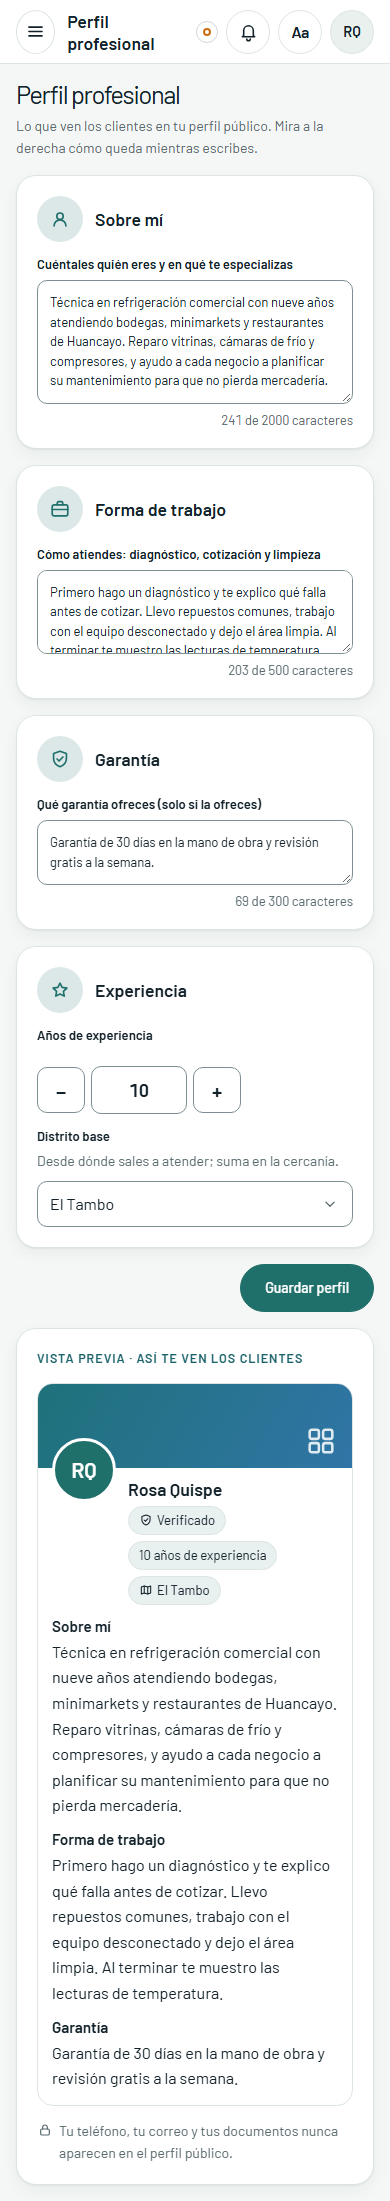 Perfil
profesional
Aa
RQ
Perfil profesional
Lo que ven los clientes en tu perfil público. Mira a la
derecha cómo queda mientras escribes.
Sobre mí
Cuéntales quién eres y en qué te especializas
Técnica en refrigeración comercial con nueve años
atendiendo bodegas, minimarkets y restaurantes
de Huancayo. Reparo vitrinas, cámaras de frío y
compresores, y ayudo a cada negocio a planificar
su mantenimiento para que no pierda mercadería.
241 de 2000 caracteres
Forma de trabajo
Cómo atiendes: diagnóstico, cotización y limpieza
Primero hago un diagnóstico y te explico qué falla
antes de cotizar. Llevo repuestos comunes, trabajo
con el equipo desconectado y dejo el área limpia. Al
terminar te muestro las lecturas de temperatura.
203 de 500 caracteres
Garantía
Qué garantía ofreces (solo si la ofreces)
Garantía de 30 días en la mano de obra y revisión
gratis a la semana.
69 de 300 caracteres
Experiencia
Años de experiencia
– 10 +
Distrito base
Desde dónde sales a atender; suma en la cercanía.
El Tambo
Guardar perfil
VISTA PREVIA · ASÍ TE VEN LOS CLIENTES
RQ
Rosa Quispe
Verificado
10 años de experiencia
El Tambo
Sobre mí
Técnica en refrigeración comercial con
nueve años atendiendo bodegas,
minimarkets y restaurantes de Huancayo.
Reparo vitrinas, cámaras de frío y
compresores, y ayudo a cada negocio a
planificar su mantenimiento para que no
pierda mercadería.
Forma de trabajo
Primero hago un diagnóstico y te explico
qué falla antes de cotizar. Llevo
repuestos comunes, trabajo con el
equipo desconectado y dejo el área
limpia. Al terminar te muestro las
lecturas de temperatura.
Garantía
Garantía de 30 días en la mano de obra y
revisión gratis a la semana.
Tu teléfono, tu correo y tus documentos nunca
aparecen en el perfil público.